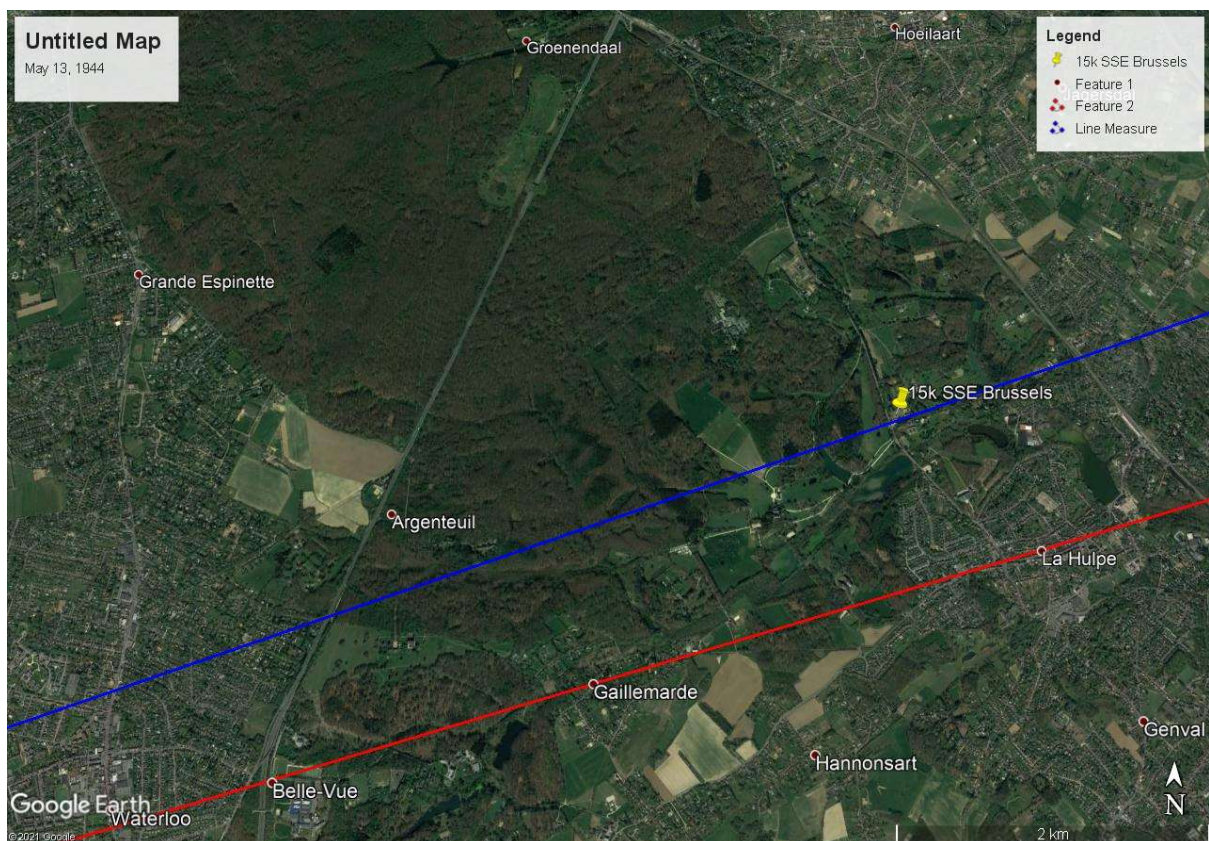 Untitled Map
May 13, 1944
Legend
15k SSE Brussels
Feature 1
Feature 2
Line Measure
Groenendaal
Hoeilaart
Grande Espinette
15k SSE Brussels
Argenteuil
La Hulpe
Gaillemarde
Genval
Hannonsart
Belle-Vue
Waterloo
Google Earth
© 2021 Google
N
2 km